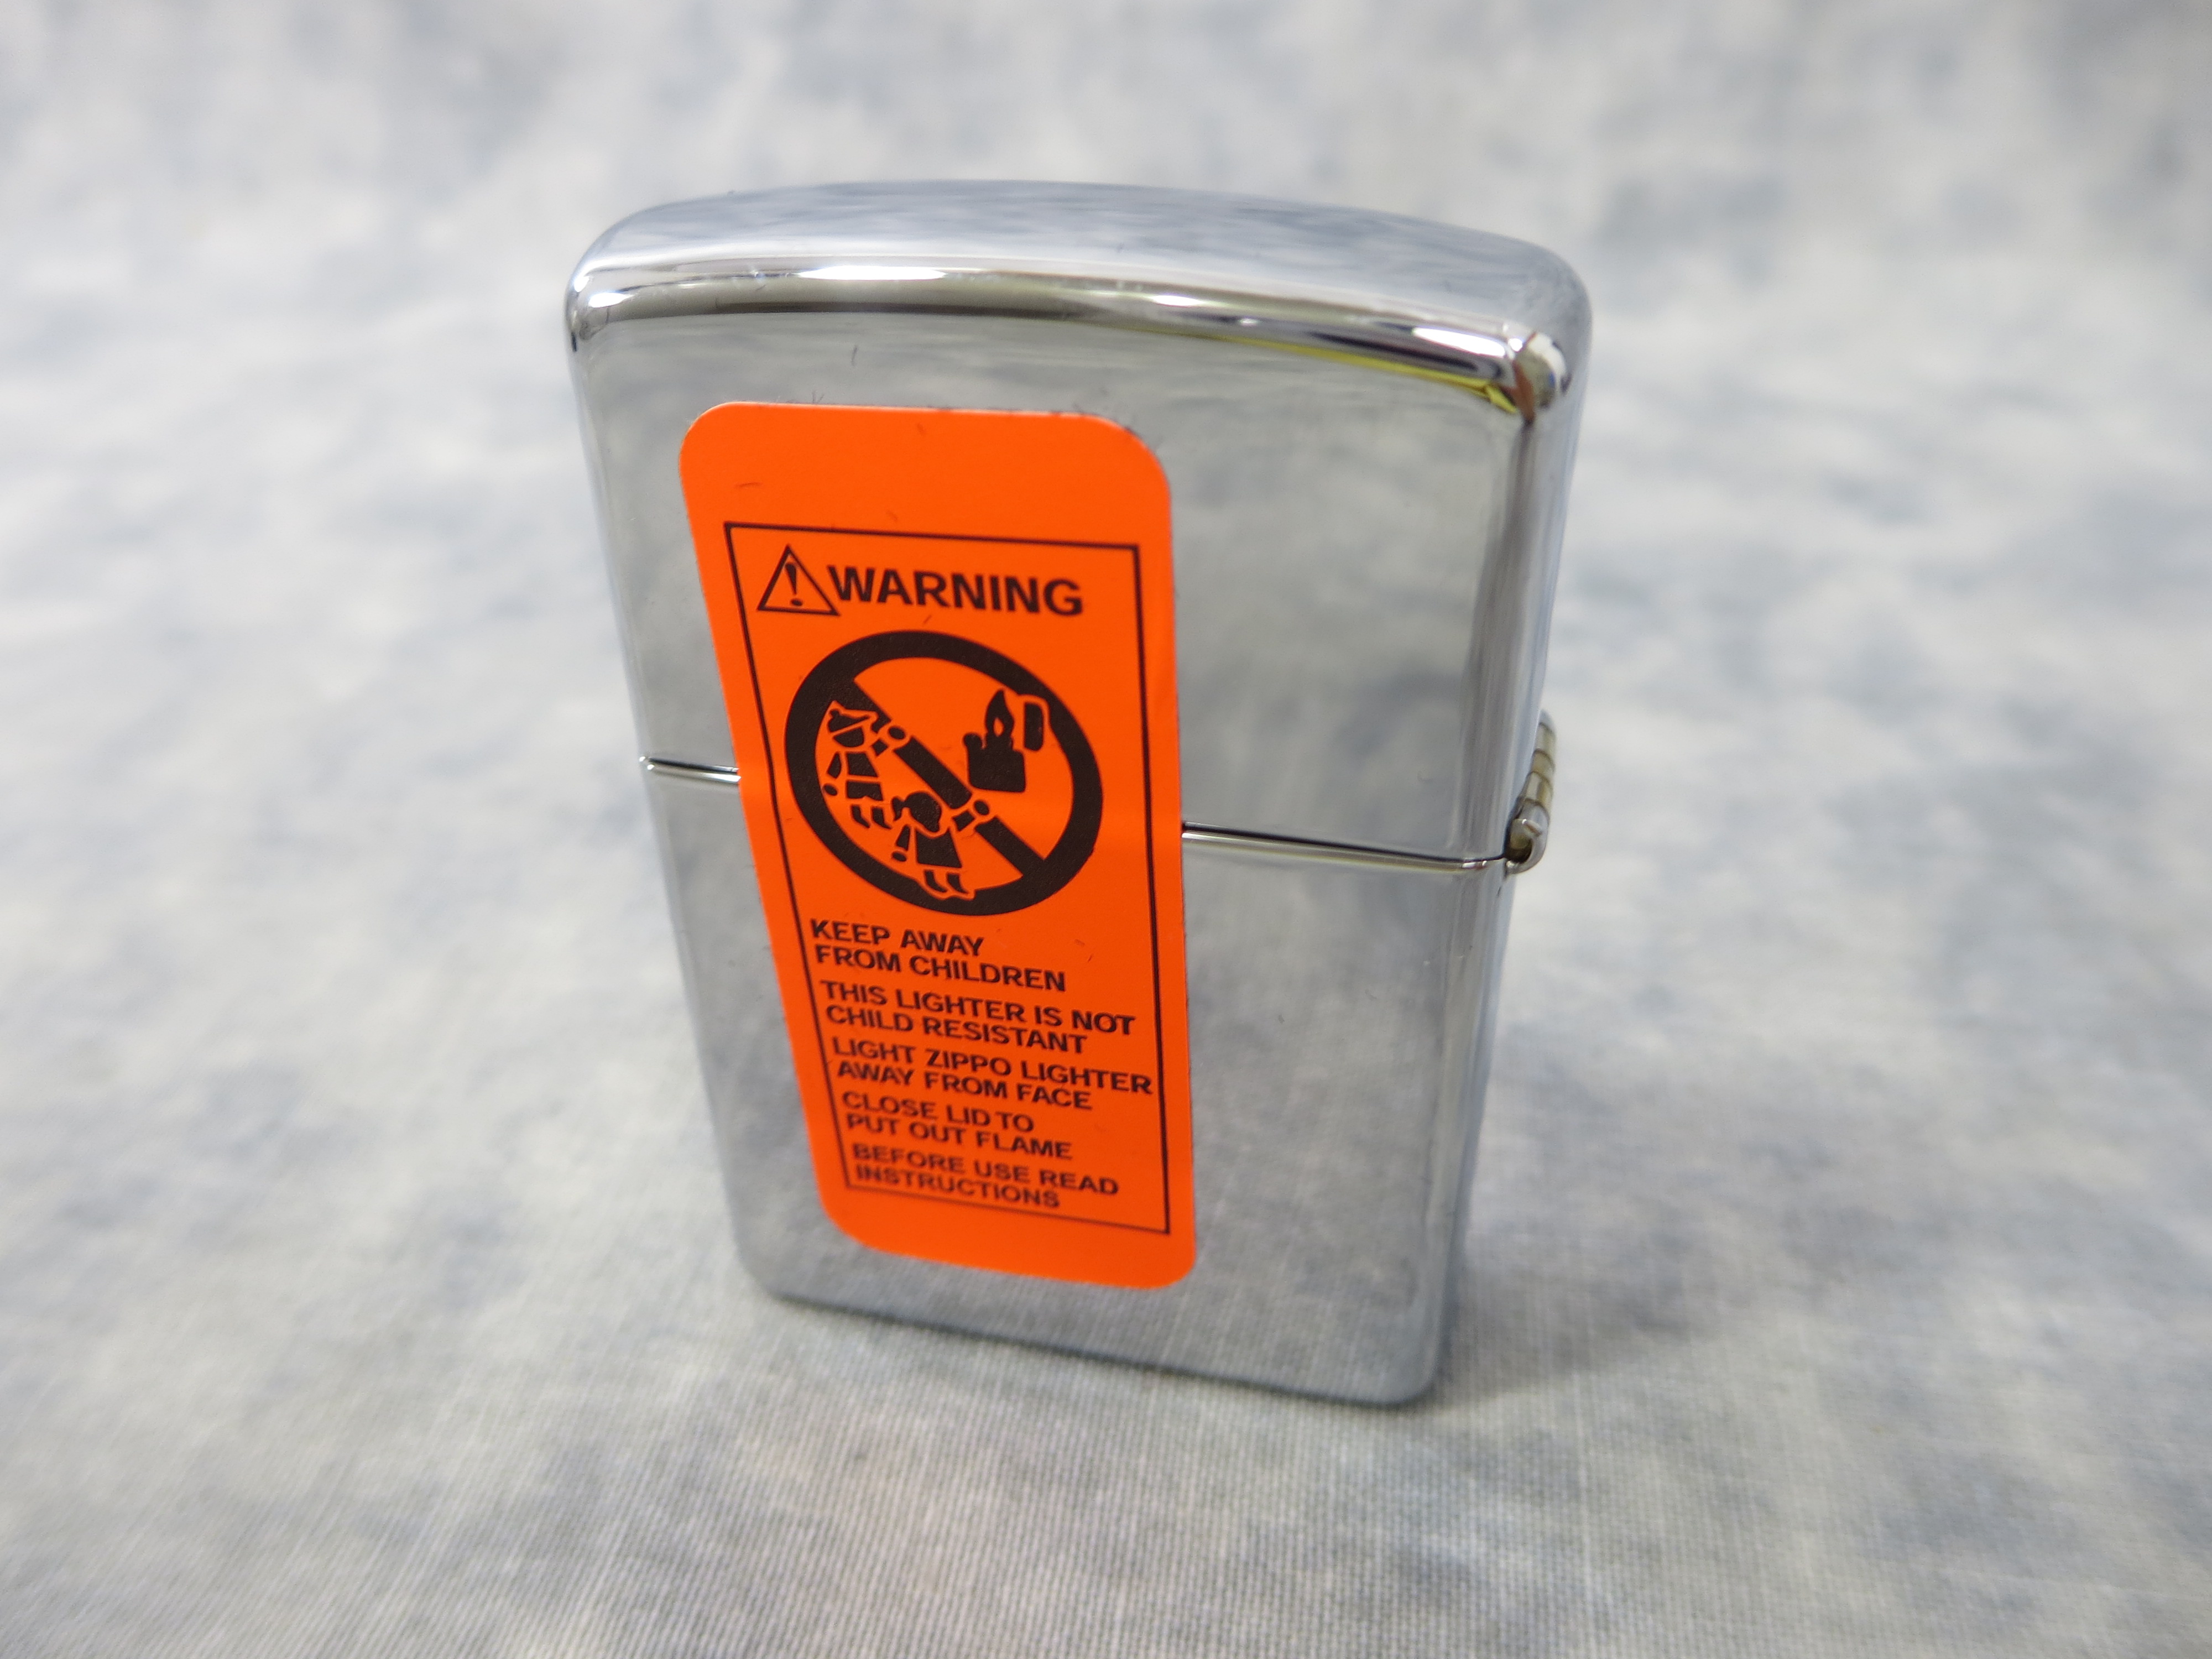 WARNING
KEEP AWAY
FROM CHILDREN
THIS LIGHTER IS NOT
CHILD RESISTANT
LIGHT ZIPPO LIGHTER
AWAY FROM FACE
CLOSE LID TO
PUT OUT FLAME
BEFORE USE READ
INSTRUCTIONS